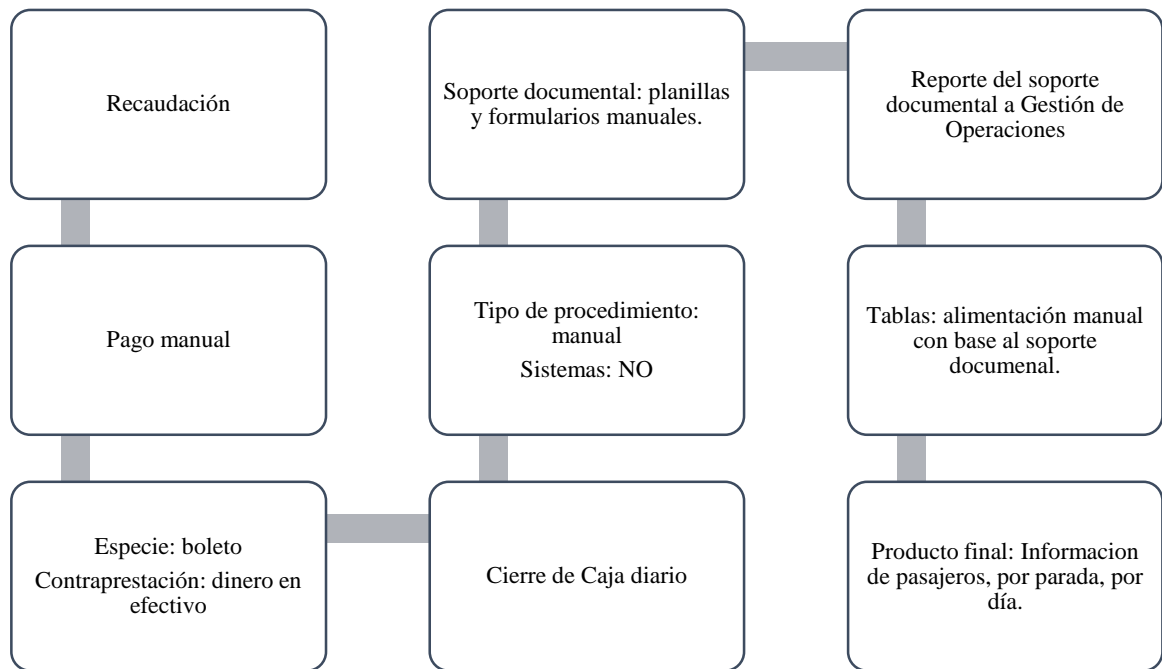 Recaudación
Pago manual
Especie: boleto
Contraprestación: dinero en
efectivo
Cierre de Caja diario
Tipo de procedimiento:
manual
Sistemas: NO
Soporte documental: planillas
y formularios manuales.
Reporte del soporte
documental a Gestión de
Operaciones
Tablas: alimentación manual
con base al soporte
documenal.
Producto final: Informacion
de pasajeros, por parada, por
día.